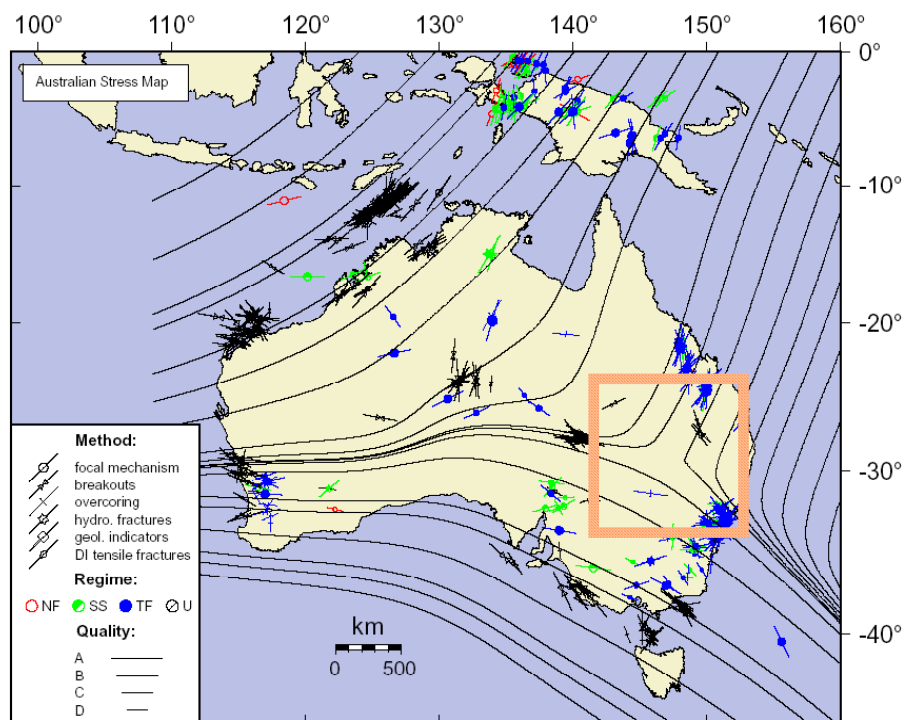 100° 110° 120° 130° 140° 150° 160°
0°
Australian Stress Map
-10°
-20°
-30°
-40°
Method:
focal mechanism
breakouts
overcoring
hydro. fractures
geol. indicators
DI tensile fractures
Regime:
NF SS TF U
Quality:
A
B
C
D
km
0 500